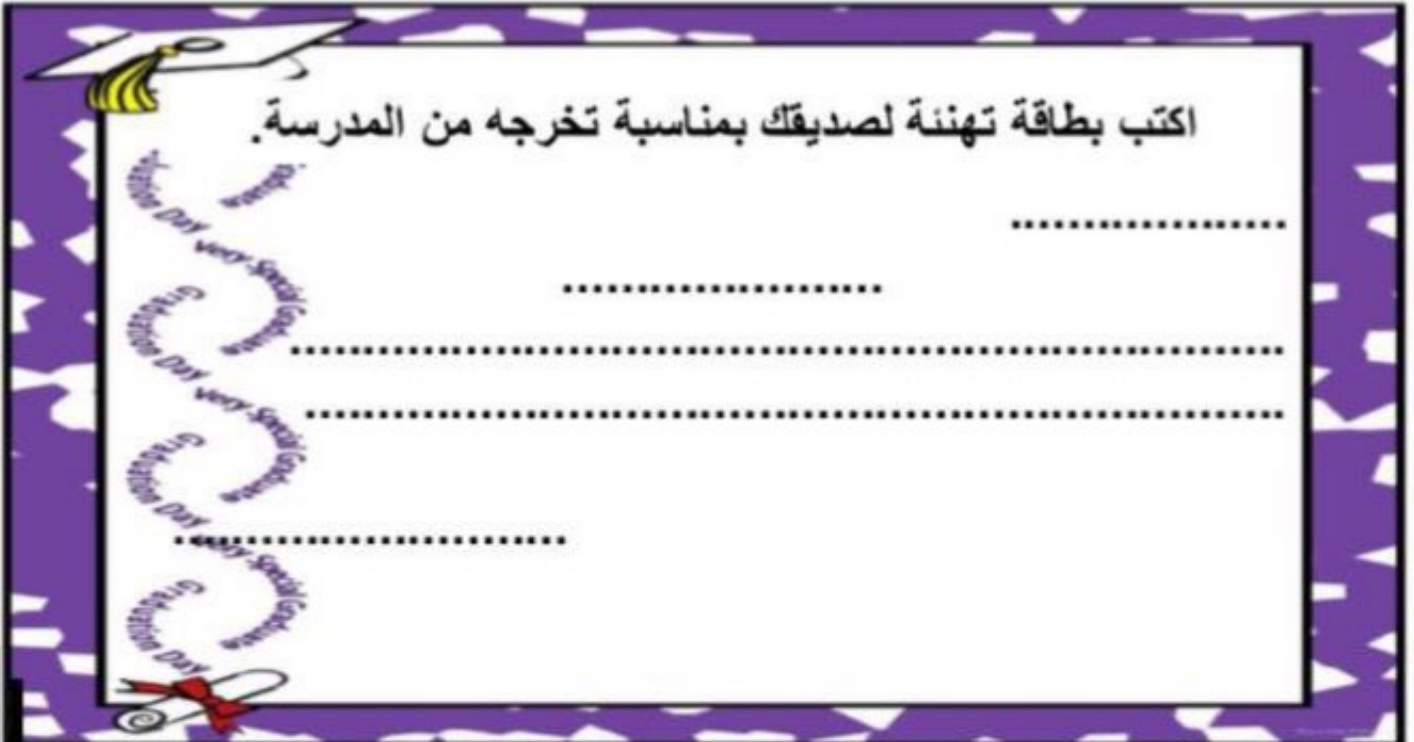 اكتب بطاقة تهنئة لصديقك بمناسبة تخرجه من المدرسة.
...................
......................
....................................................................
...................................................................
...........................
Graduate
Graduation Day Very Special Graduate
Graduation Day Very Special Graduate
Graduation Day Very Special Graduate
Graduation Day